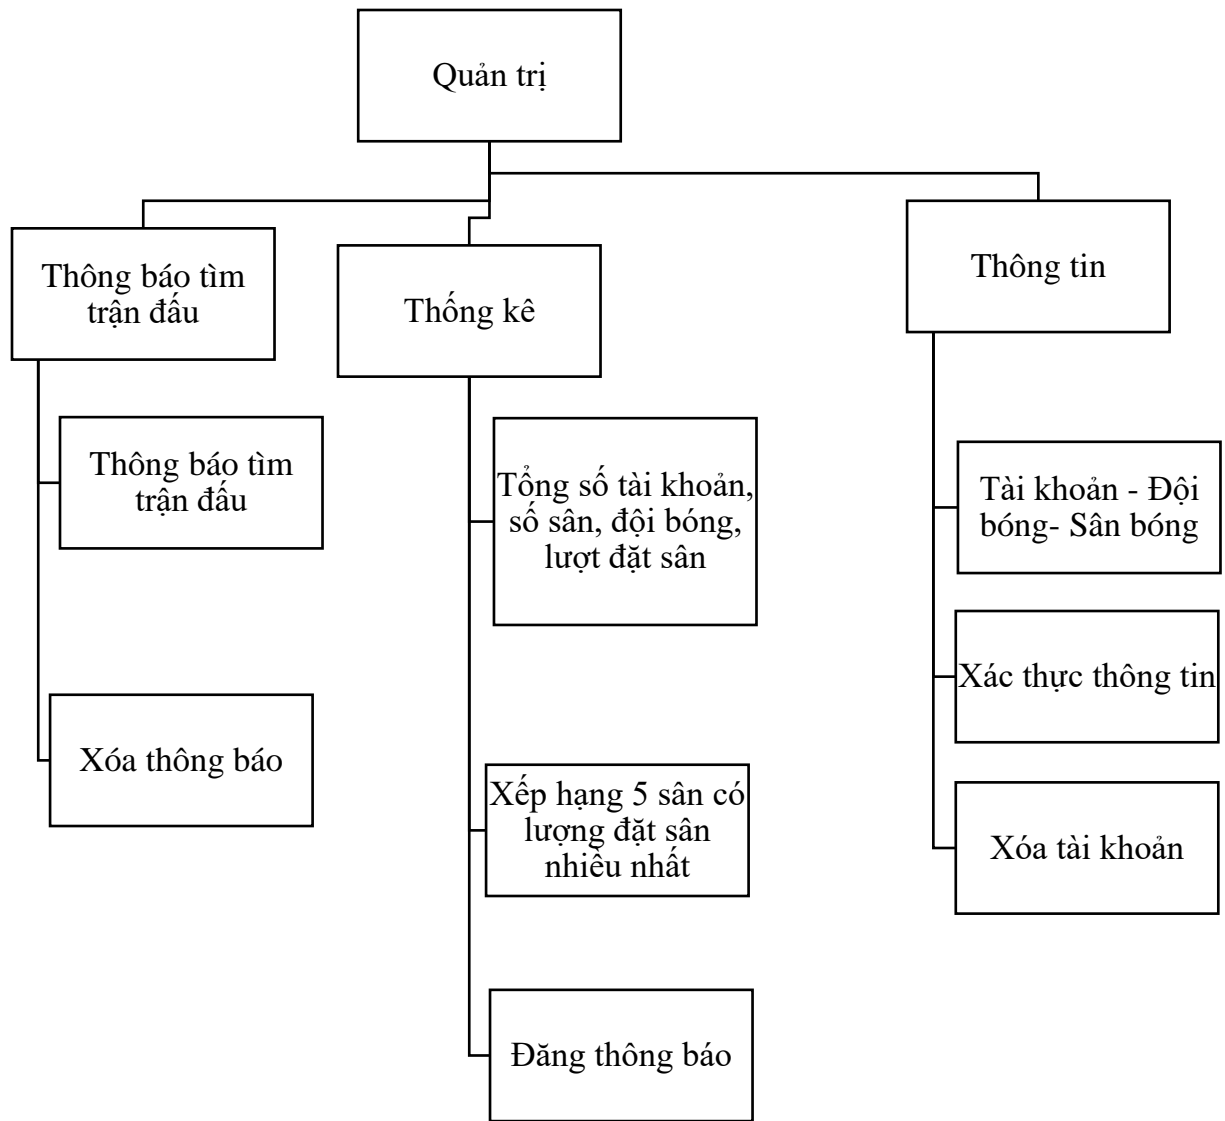 Quản trị
Thông báo tìm
trận đấu
Thống kê
Thông tin
Thông báo tìm
trận đấu
Xóa thông báo
Tổng số tài khoản,
số sân, đội bóng,
lượt đặt sân
Xếp hạng 5 sân có
lượng đặt sân
nhiều nhất
Đăng thông báo
Tài khoản - Đội
bóng- Sân bóng
Xác thực thông tin
Xóa tài khoản